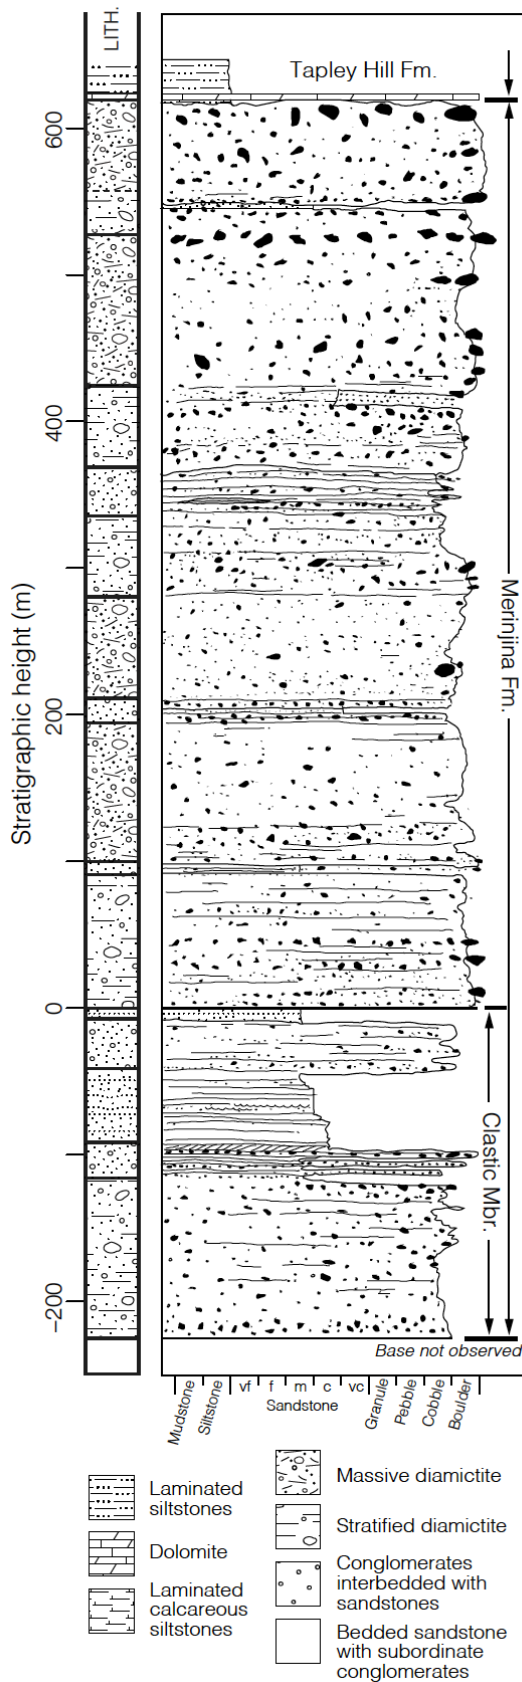 LITH.
Tapley Hill Fm.
600
400
200
0
–200
Stratigraphic height (m)
Merinjina Fm.
Clastic Mbr.
Base not observed
Mudstone
Siltstone
vf
f
m
c
vc
Sandstone
Granule
Pebble
Cobble
Boulder
Laminated
siltstones
Dolomite
Laminated
calcareous
siltstones
Massive diamictite
Stratified diamictite
Conglomerates
interbedded with
sandstones
Bedded sandstone
with subordinate
conglomerates